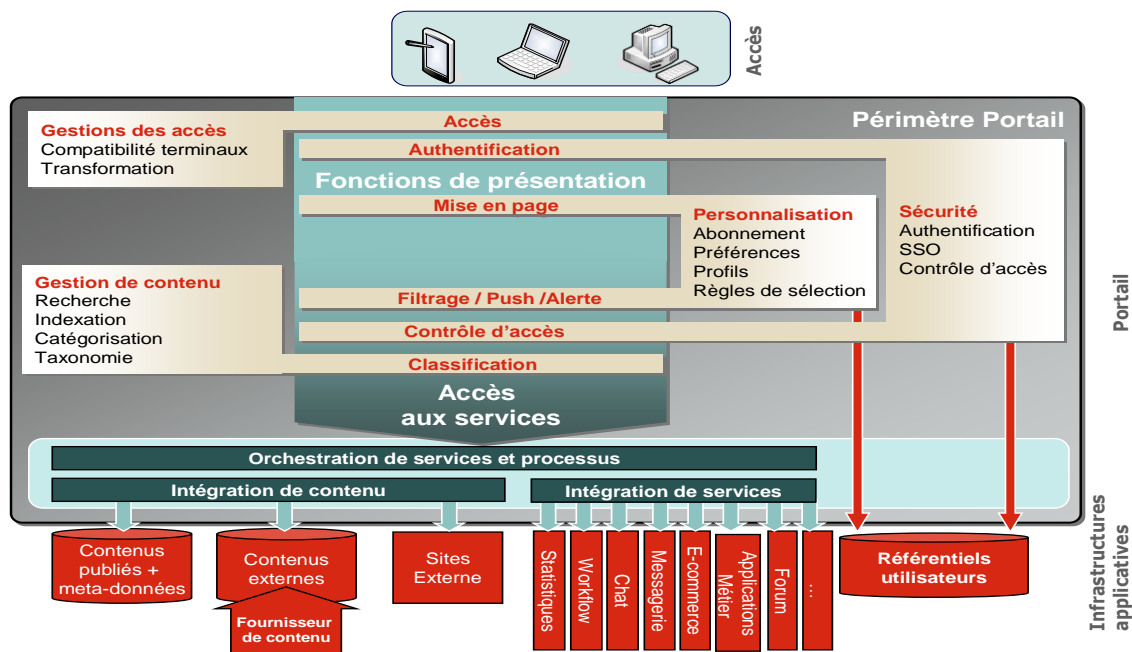 Accès
Périmètre Portail
Gestions des accès
Compatibilité terminaux
Transformation
Accès
Authentification
Fonctions de présentation
Mise en page
Personnalisation
Abonnement
Préférences
Profils
Règles de sélection
Sécurité
Authentification
SSO
Contrôle d'accès
Gestion de contenu
Recherche
Indexation
Catégorisation
Taxonomie
Filtrage / Push /Alerte
Contrôle d'accès
Classification
Accès
aux services
Portail
Orchestration de services et processus
Intégration de contenu
Intégration de services
Contenus
publiés +
meta-données
Contenus
externes
Fournisseur
de contenu
Sites
Externe
Statistiques
Workflow
Chat
Messagerie
E-commerce
Applications
Métier
Forum
...
Référentiels
utilisateurs
Infrastructures
applicatives